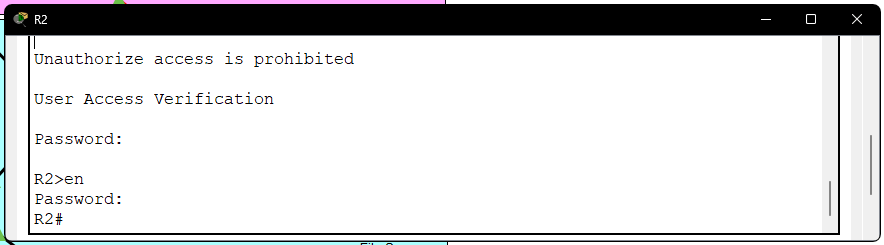 R2
Unauthorize access is prohibited
User Access Verification
Password:
R2>en
Password:
R2#